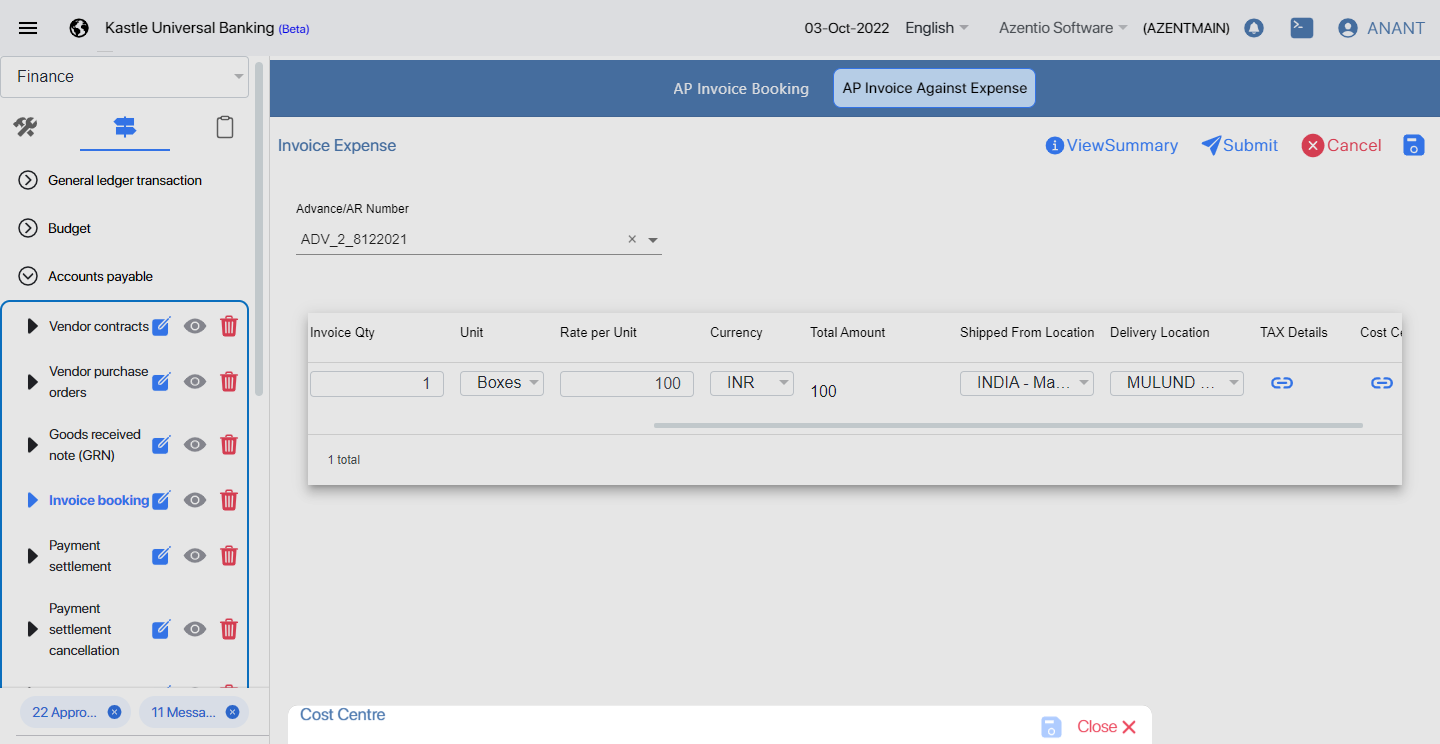 Kastle Universal Banking (Beta)
03-Oct-2022 English Azentio Software (AZENTMAIN) ANANT
Finance
AP Invoice Booking AP Invoice Against Expense
Invoice Expense
ViewSummary Submit Cancel
General ledger transaction
Budget
Accounts payable
Vendor contracts
Vendor purchase
orders
Goods received
note (GRN)
Invoice booking
Payment
settlement
Payment
settlement
cancellation
22 Appro...
11 Messa...
Advance/AR Number
ADV_2_8122021
Invoice Qty Unit Rate per Unit Currency Total Amount Shipped From Location Delivery Location TAX Details Cost Ce
1 Boxes 100 INR 100 INDIA - Ma... MULUND ...
1 total
Cost Centre
Close